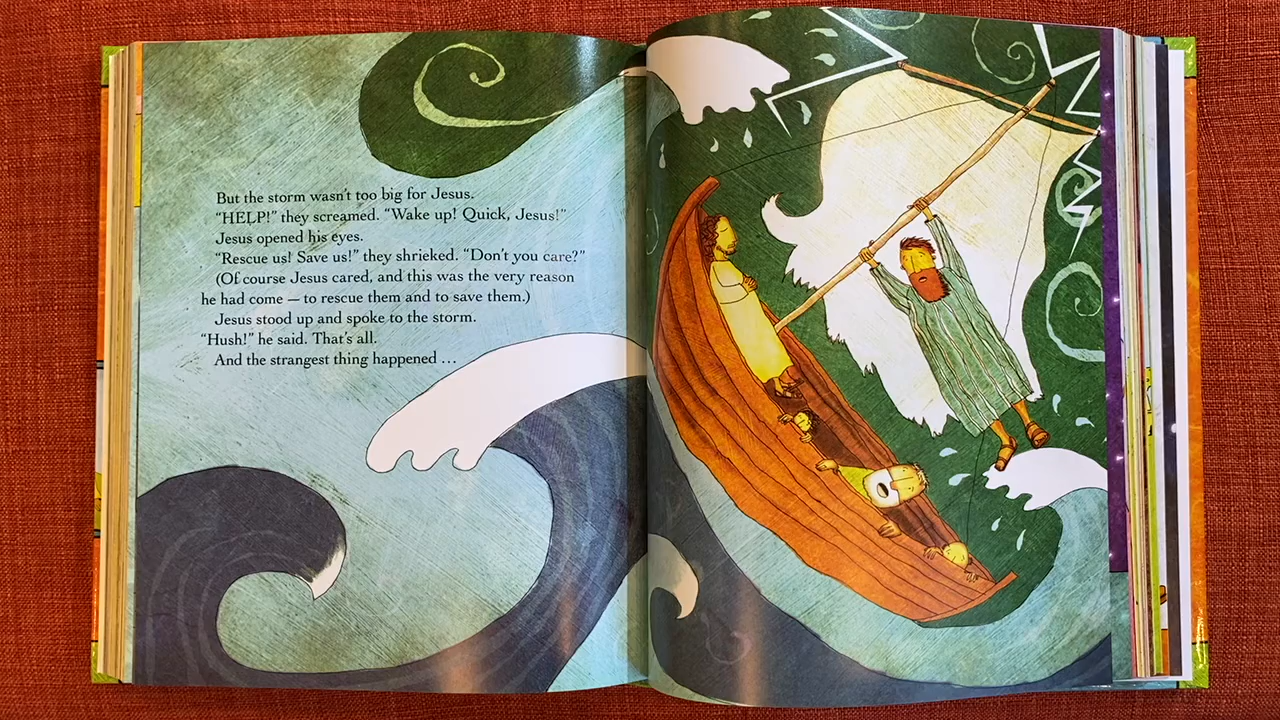 But the storm wasn't too big for Jesus.
“HELP!” they screamed. “Wake up! Quick, Jesus!”
Jesus opened his eyes.
“Rescue us! Save us!” they shrieked. “Don't you care?”
(Of course Jesus cared, and this was the very reason
he had come — to rescue them and to save them.)
Jesus stood up and spoke to the storm.
“Hush!” he said. That's all.
And the strangest thing happened …